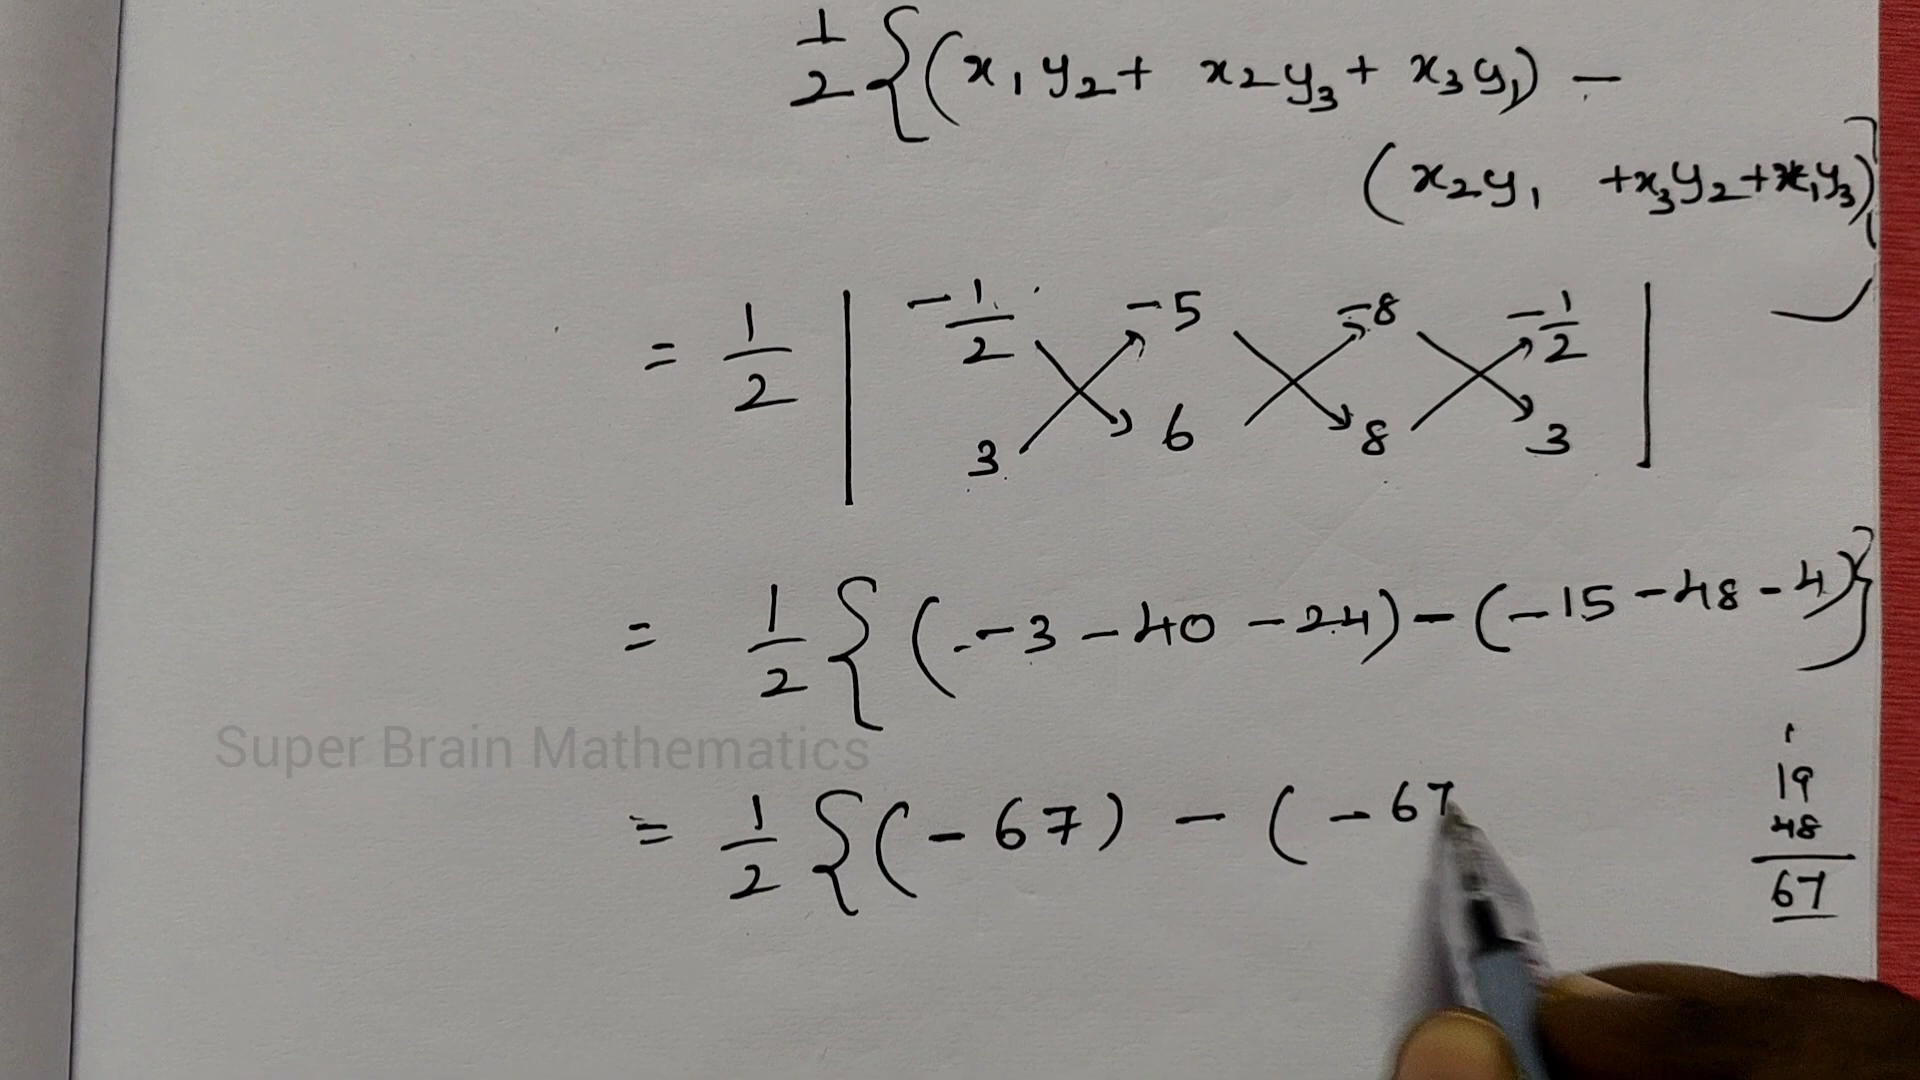 1/2 { (x₁y₂ + x₂y₃ + x₃y₁) −
(x₂y₁ + x₃y₂ + x₁y₃) }
= 1/2 | −1/2 −5 −8 −1/2 |
3 6 8 3
= 1/2 { (−3 − 40 − 24) − (−15 − 48 − 4) }
Super Brain Mathematics
= 1/2 { (−67) − (−67
1
19
48
67